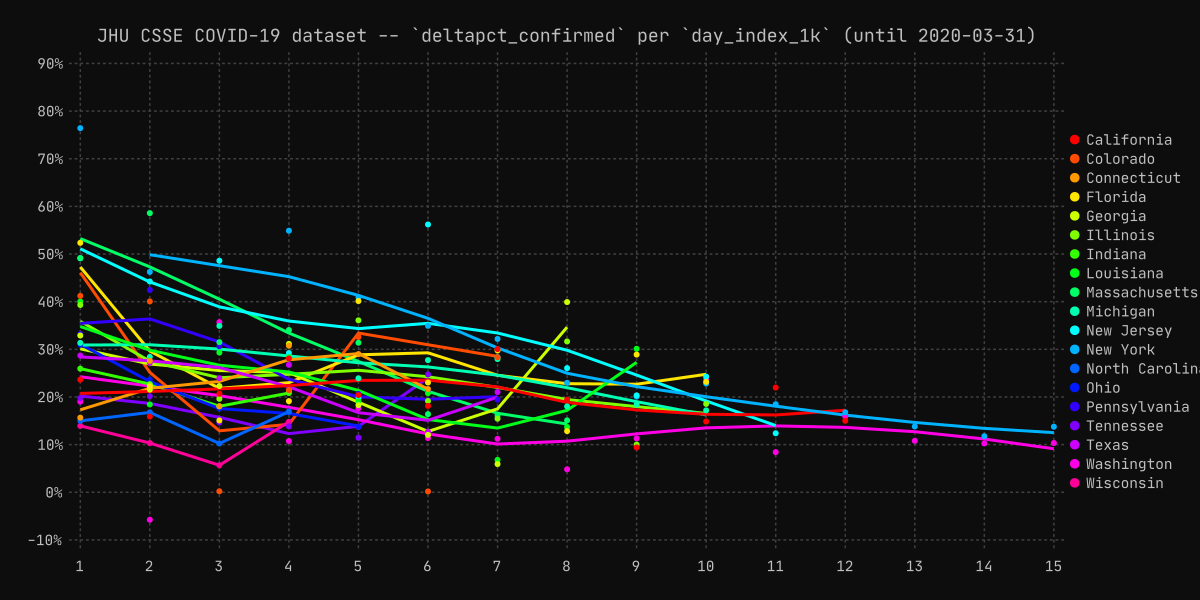 JHU CSSE COVID-19 dataset -- `deltapct_confirmed` per `day_index_1k` (until 2020-03-31)
90%
80%
70%
60%
50%
40%
30%
20%
10%
0%
-10%
1 2 3 4 5 6 7 8 9 10 11 12 13 14 15
California
Colorado
Connecticut
Florida
Georgia
Illinois
Indiana
Louisiana
Massachusetts
Michigan
New Jersey
New York
North Carolina
Ohio
Pennsylvania
Tennessee
Texas
Washington
Wisconsin